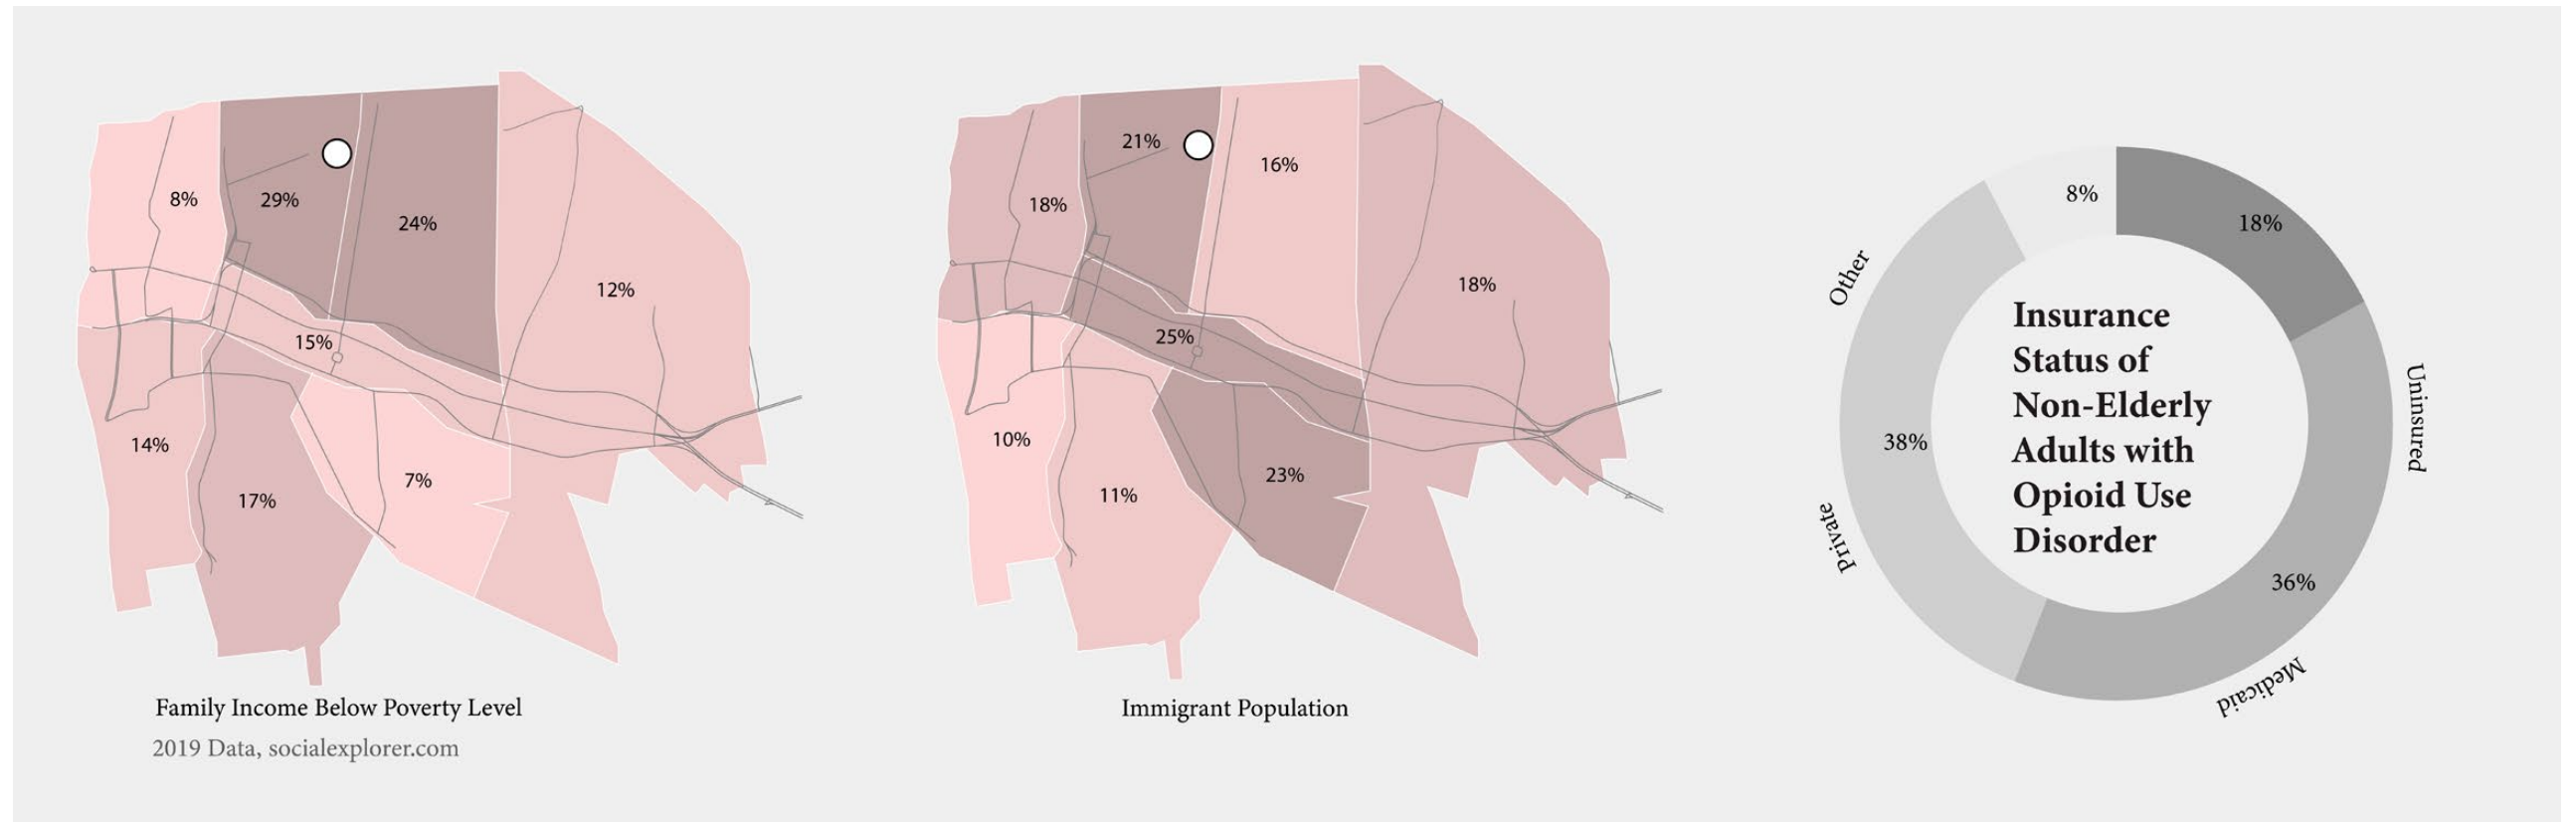 8%
29%
24%
12%
15%
14%
17%
7%
Family Income Below Poverty Level
2019 Data, socialexplorer.com
21%
16%
18%
18%
25%
10%
11%
23%
Immigrant Population
8%
18%
Other
Uninsured
38%
Private
36%
Medicaid
Insurance
Status of
Non-Elderly
Adults with
Opioid Use
Disorder